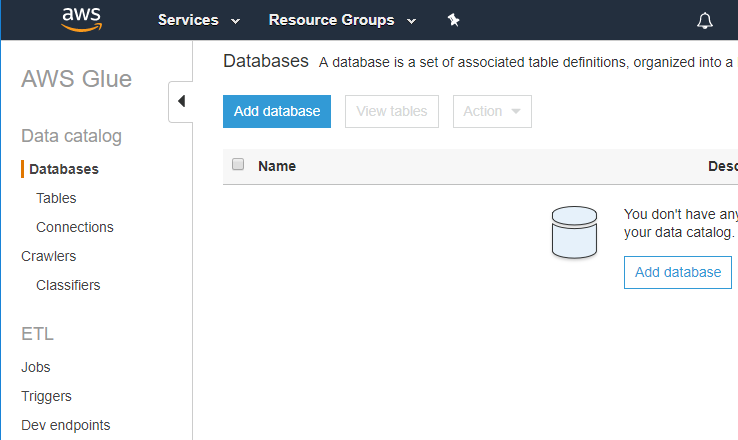 aws Services Resource Groups
AWS Glue
Data catalog
Databases
Tables
Connections
Crawlers
Classifiers
ETL
Jobs
Triggers
Dev endpoints
Databases A database is a set of associated table definitions, organized into a
Add database View tables Action
Name
You don't have any
your data catalog.
Add database